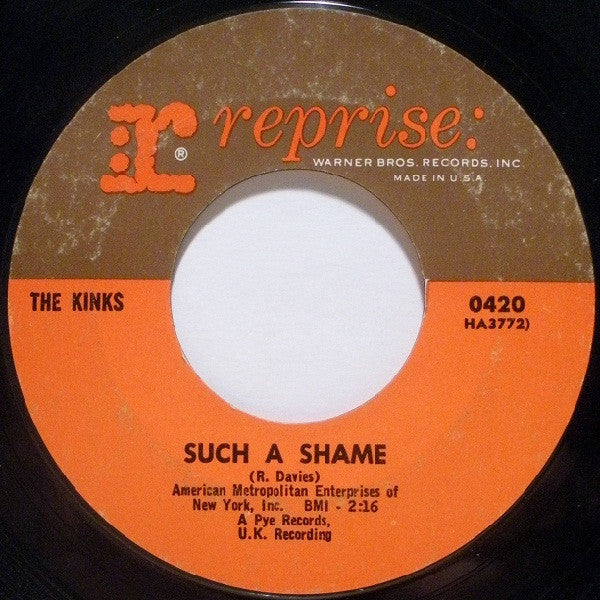 r® reprise:
WARNER BROS. RECORDS, INC.
MADE IN U.S.A.
THE KINKS
0420
HA3772)
SUCH A SHAME
(R. Davies)
American Metropolitan Enterprises of
New York, Inc. BMI - 2:16
A Pye Records,
U.K. Recording